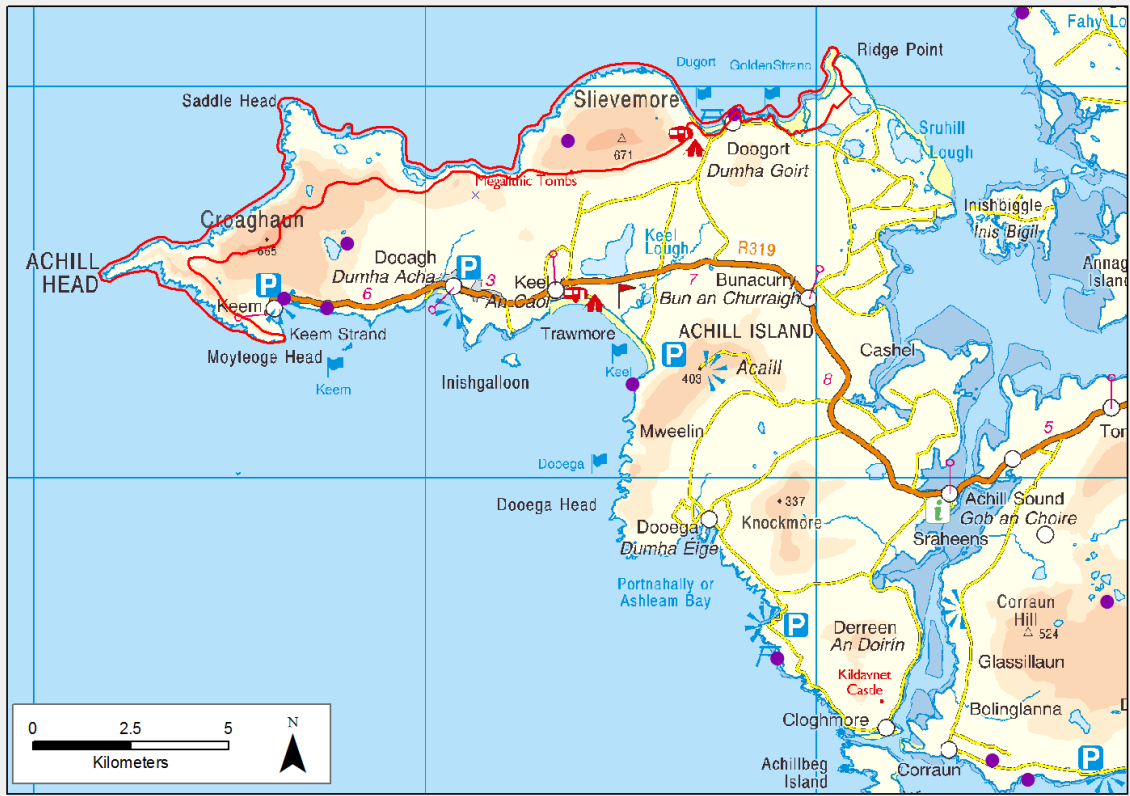 Fahy Lo
Ridge Point
Dugort
GoldenStrand
Saddle Head
Slievemore
671
Sruhill
Lough
Doogort
Dumha Goirt
Megalithic Tombs
Inishbiggle
Inis Bigil
Croaghaun
665
Keel
Lough
R319
ACHILL
HEAD
Dooagh
Dumha Acha
P
P
Annag
Island
3
7
6
Keel
An Caol
Bunacurry
Bun an Churraigh
Keem
Keem Strand
Trawmore
ACHILL ISLAND
Moyteoge Head
P
Cashel
Keem
Inishgalloon
Keel
403
Acaill
8
Mweelin
5
Ton
Dooega
Dooega Head
337
Knockmore
Achill Sound
Gob an Choire
i
Sraheens
Dooega
Dumha Éige
Portnahally or
Ashleam Bay
P
Corraun
Hill
524
Derreen
An Doirín
Glassillaun
Kildavnet
Castle
Bolinglanna
D
Cloghmore
Achillbeg
Island
Corraun
P
0
2.5
5
Kilometers
N